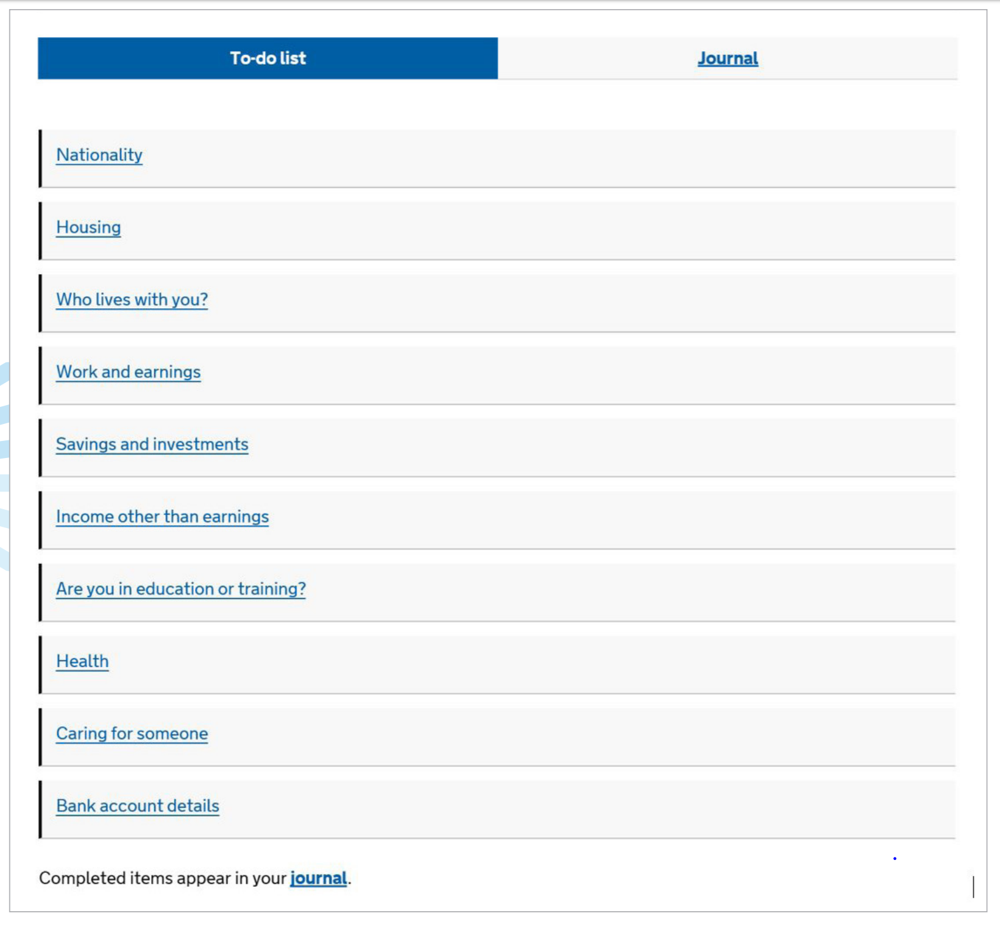 To-do list
Journal
Nationality
Housing
Who lives with you?
Work and earnings
Savings and investments
Income other than earnings
Are you in education or training?
Health
Caring for someone
Bank account details
Completed items appear in your journal.